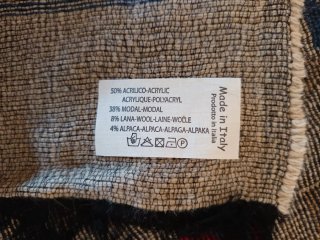 50% ACRILICO-ACRYLIC
ACRYLIQUE-POLYACRYL
38% MODAL-MODAL
8% LANA-WOOL-LAINE-WOLLE
4% ALPACA-ALPACA-ALPAGA-ALPAKA
P
Made in Italy
Prodotto in Italia